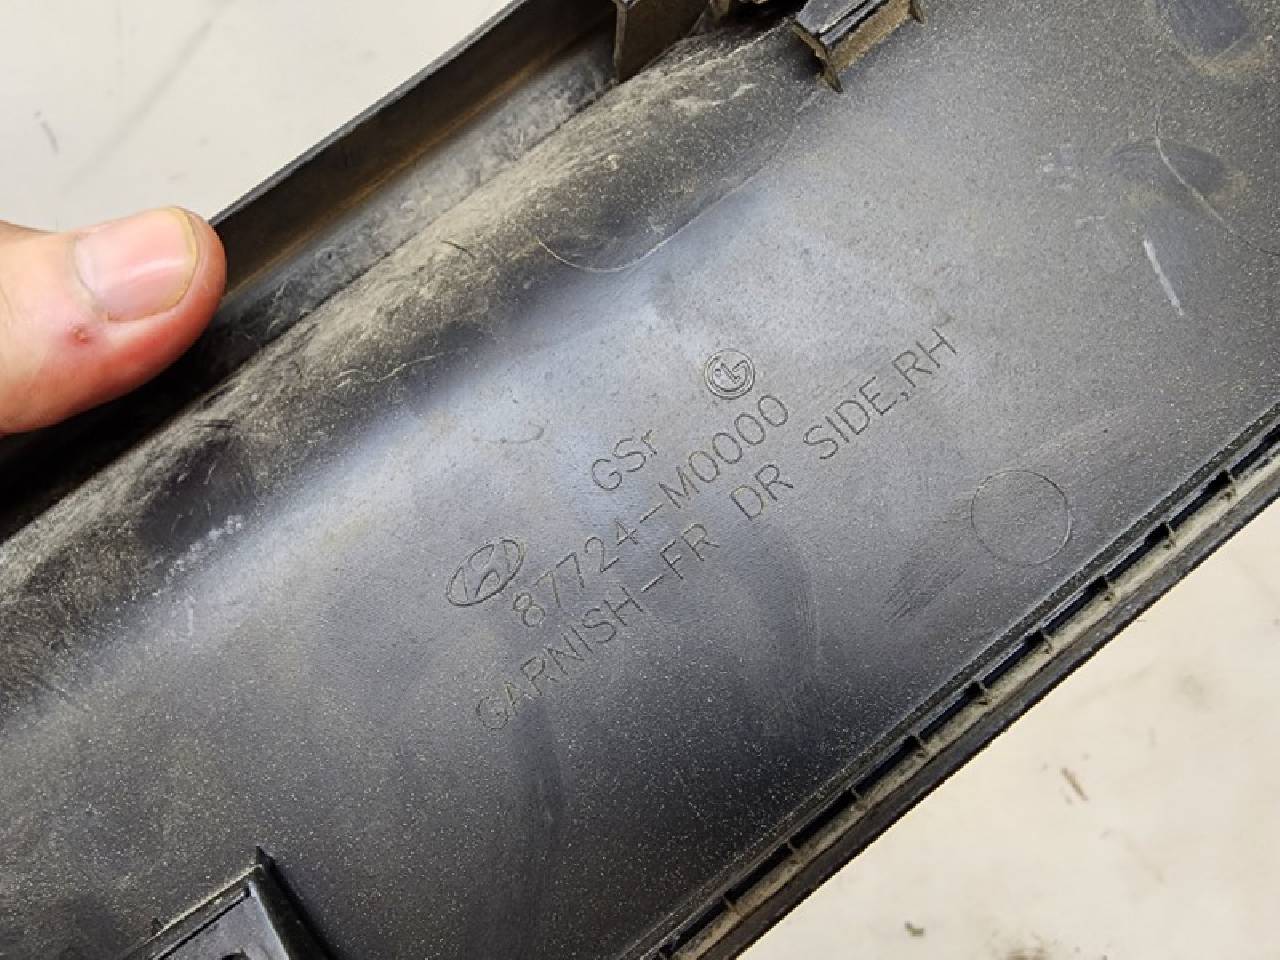 GSr
87724-M0000
GARNISH-FR DR SIDE,RH